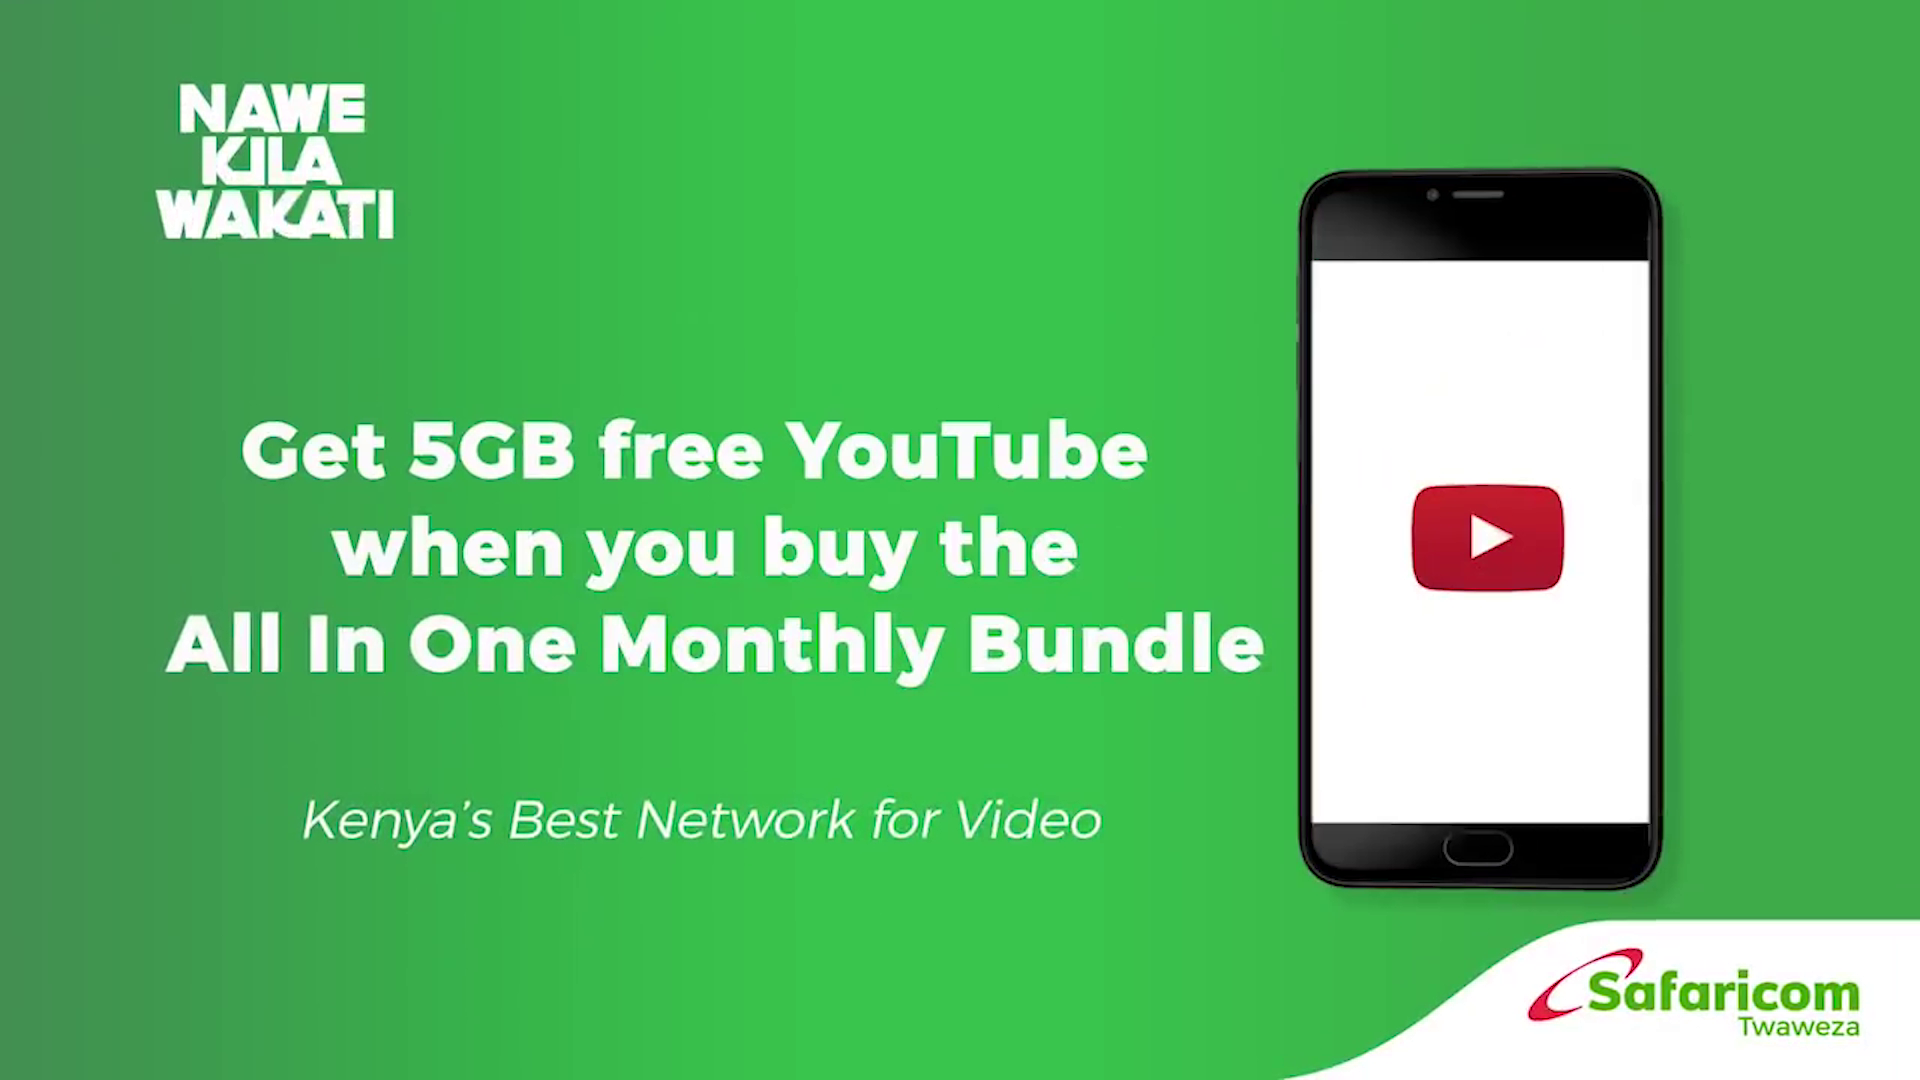 NAWE
KILA
WAKATI
Get 5GB free YouTube
when you buy the
All In One Monthly Bundle
Kenya's Best Network for Video
Safaricom
Twaweza